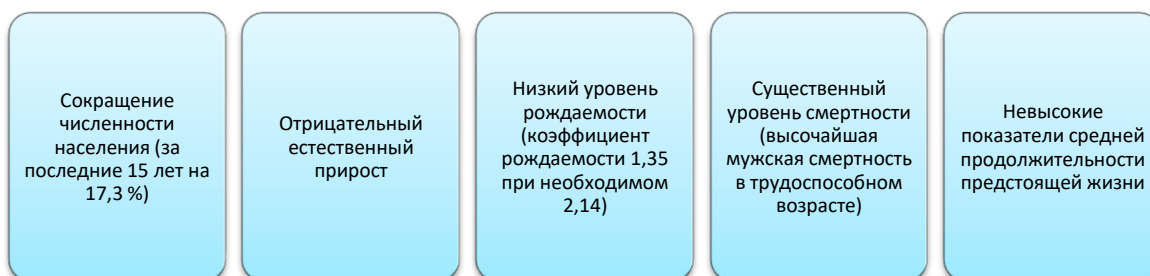 Сокращение
численности
населения (за
последние 15 лет на
17,3 %)
Отрицательный
естественный
прирост
Низкий уровень
рождаемости
(коэффициент
рождаемости 1,35
при необходимом
2,14)
Существенный
уровень смертности
(высочайшая
мужская смертность
в трудоспособном
возрасте)
Невысокие
показатели средней
продолжительности
предстоящей жизни